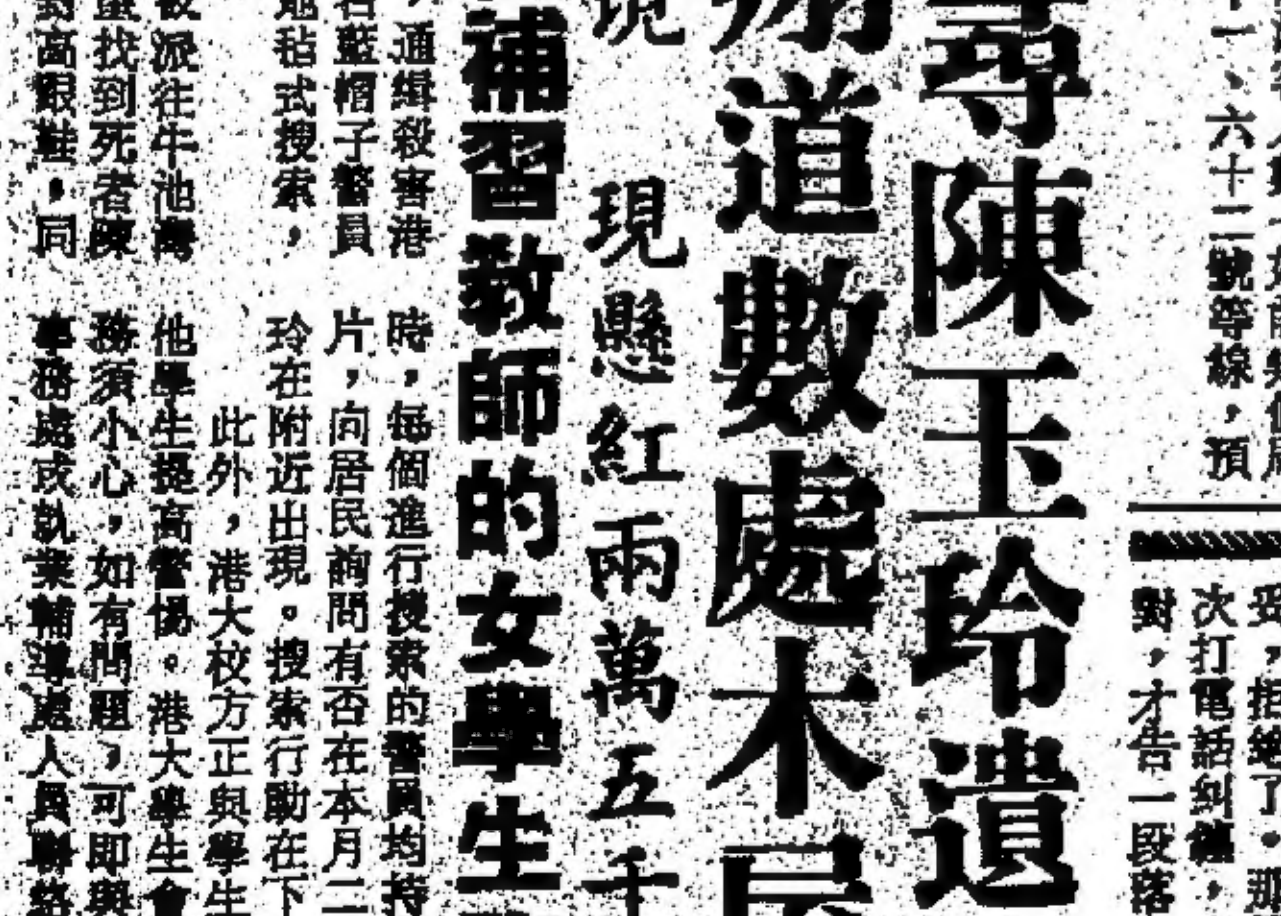 十一、六十二號等線，預
次打電話糾纏，
對，才告一段落
尋陳玉玲遺
道數處木屋
現懸紅兩萬五千
補習教師的女學生
，通緝殺害港
時，每個進行搜索的警員均持
名藍帽子警員
片，向居民詢問有否在本月二
地毡式搜索，
玲在附近出現。搜索行動在下
此外，港大校方正與學生
被派往牛池灣
他學生提高警惕。港大學生會
找到死者陳
務須小心，如有問題，可即與
對高跟鞋，同
事務處或就業輔導處人員聯絡